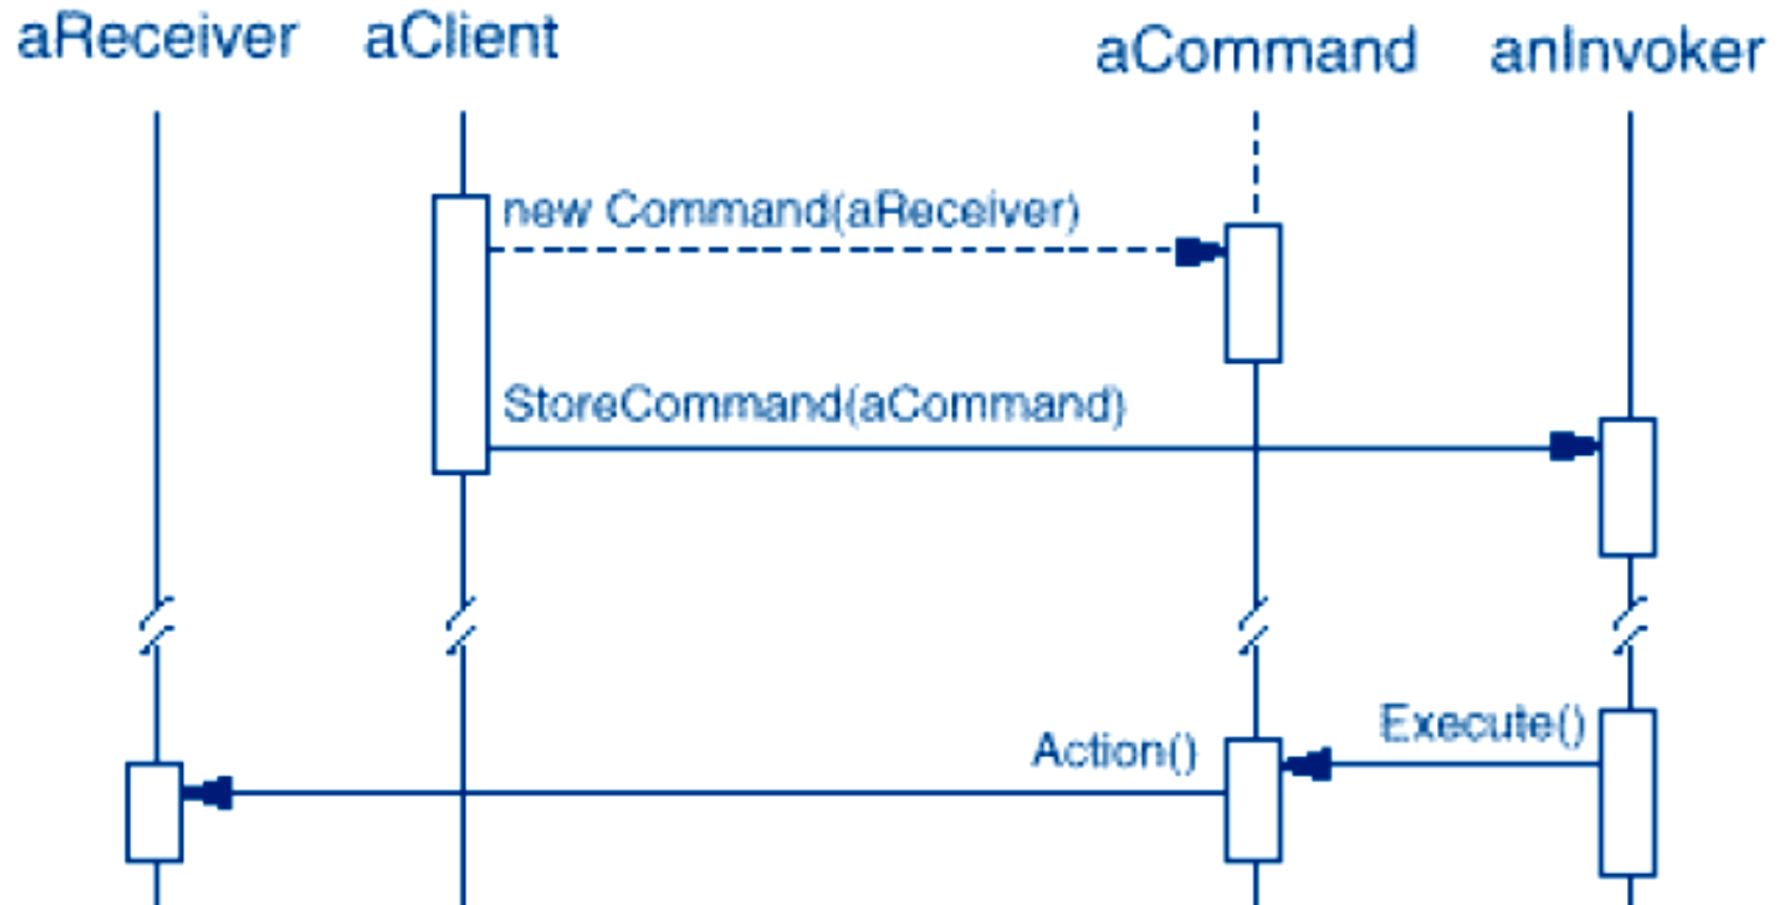 aReceiver aClient aCommand anInvoker
new Command(aReceiver)
StoreCommand(aCommand)
Execute()
Action()